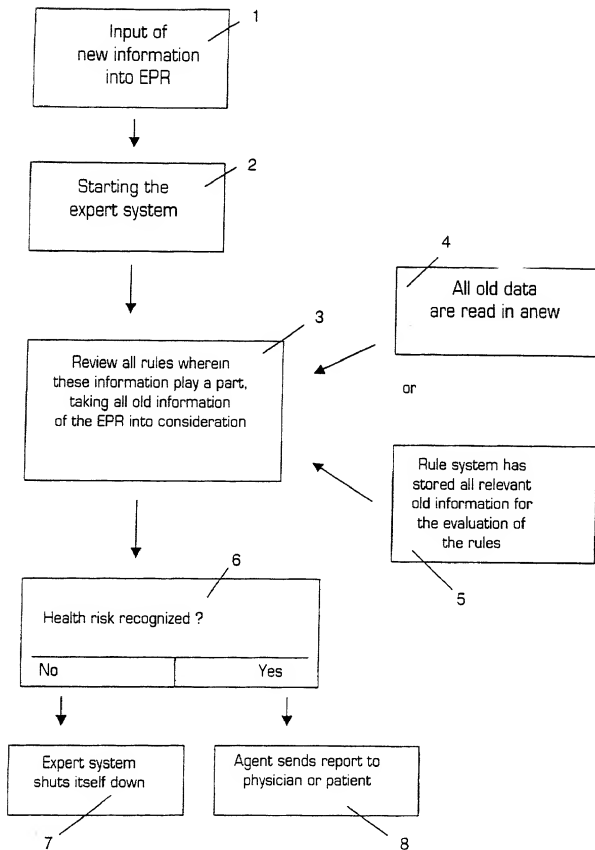 1
Input of
new information
into EPR
2
Starting the
expert system
4
All old data
are read in anew
3
Review all rules wherein
these information play a part,
taking all old information
of the EPR into consideration
or
Rule system has
stored all relevant
old information for
the evaluation of
the rules
5
6
Health risk recognized ?
No Yes
Expert system
shuts itself down
7
Agent sends report to
physician or patient
8